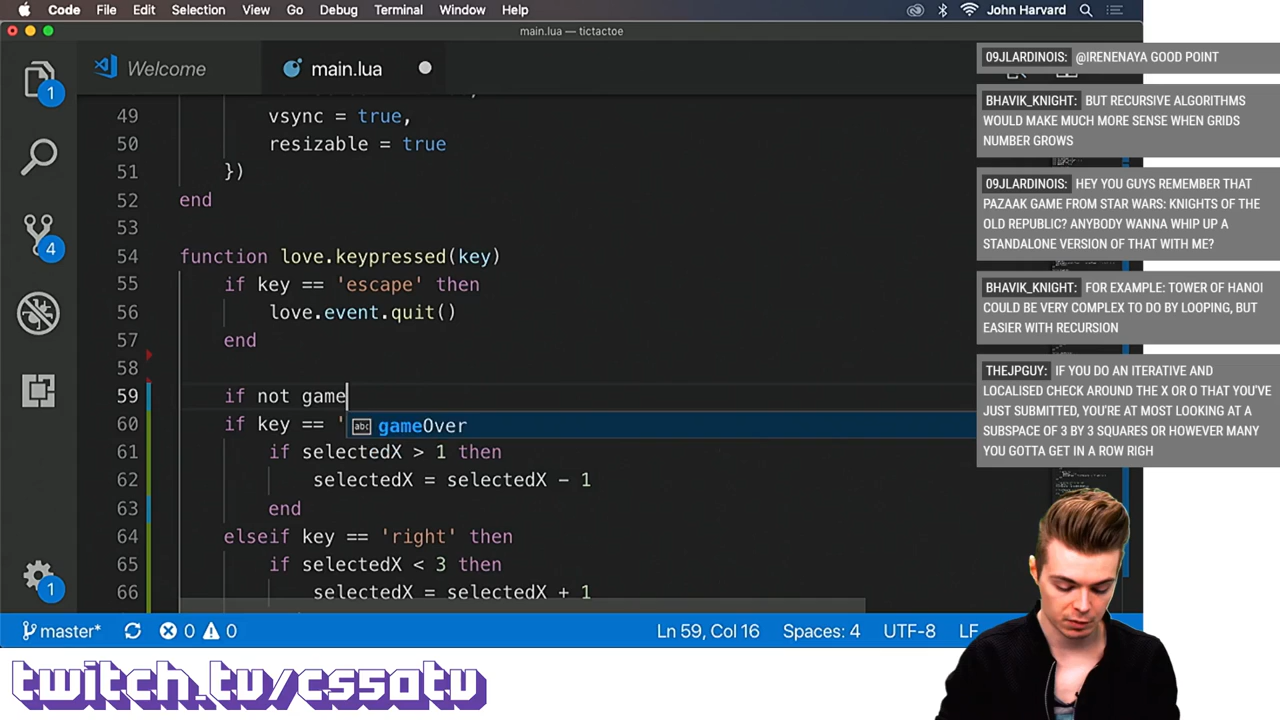 Code File Edit Selection View Go Debug Terminal Window Help John Harvard
main.lua — tictactoe
Welcome main.lua
49 vsync = true,
50 resizable = true
51 })
52 end
53
54 function love.keypressed(key)
55 if key == 'escape' then
56 love.event.quit()
57 end
58
59 if not game
60 if key == '
abc gameOver
61 if selectedX > 1 then
62 selectedX = selectedX - 1
63 end
64 elseif key == 'right' then
65 if selectedX < 3 then
66 selectedX = selectedX + 1
1
4
1
master* 0 0 Ln 59, Col 16 Spaces: 4 UTF-8 LF
09JLARDINOIS: @IRENENAYA GOOD POINT
BHAVIK_KNIGHT: BUT RECURSIVE ALGORITHMS
WOULD MAKE MUCH MORE SENSE WHEN GRIDS
NUMBER GROWS
09JLARDINOIS: HEY YOU GUYS REMEMBER THAT
PAZAAK GAME FROM STAR WARS: KNIGHTS OF THE
OLD REPUBLIC? ANYBODY WANNA WHIP UP A
STANDALONE VERSION OF THAT WITH ME?
BHAVIK_KNIGHT: FOR EXAMPLE: TOWER OF HANOI
COULD BE VERY COMPLEX TO DO BY LOOPING, BUT
EASIER WITH RECURSION
THEJPGUY: IF YOU DO AN ITERATIVE AND
LOCALISED CHECK AROUND THE X OR O THAT YOU'VE
JUST SUBMITTED, YOU'RE AT MOST LOOKING AT A
SUBSPACE OF 3 BY 3 SQUARES OR HOWEVER MANY
YOU GOTTA GET IN A ROW RIGH
twitch.tv/cs50tv